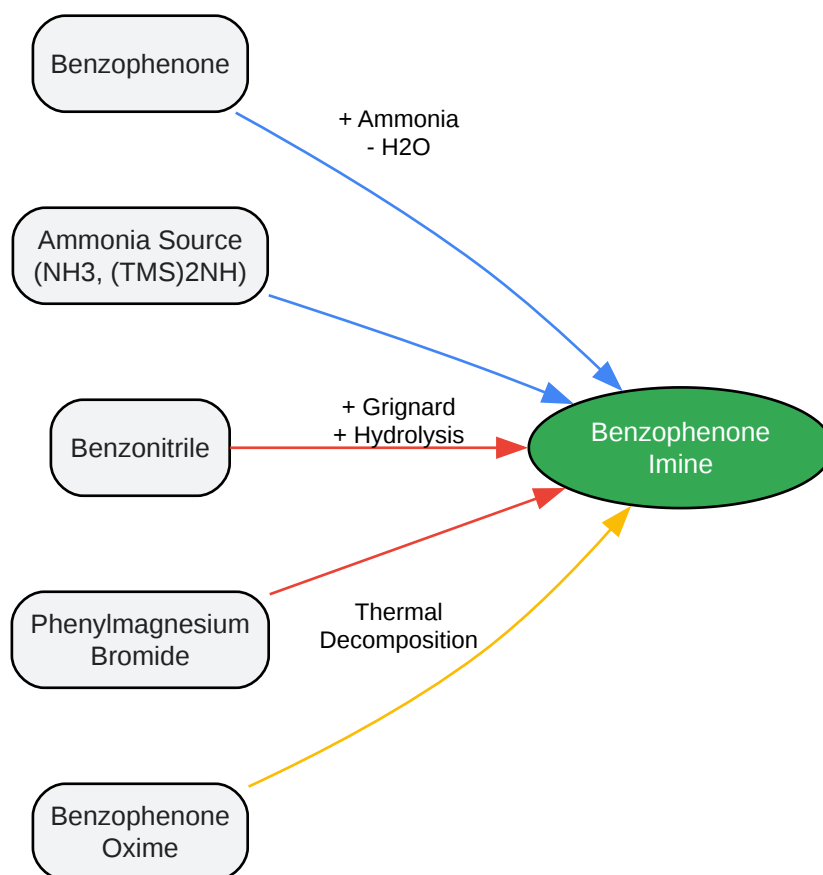 Benzophenone
+ Ammonia
- H2O
Ammonia Source
(NH3, (TMS)2NH)
Benzonitrile
+ Grignard
+ Hydrolysis
Benzophenone
Imine
Phenylmagnesium
Bromide
Thermal
Decomposition
Benzophenone
Oxime